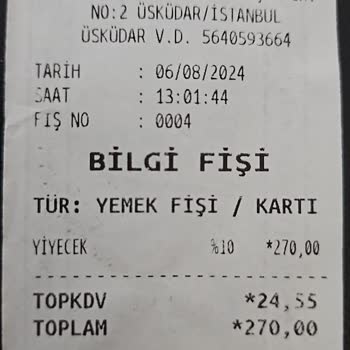 NO:2 ÜSKÜDAR/İSTANBUL
ÜSKÜDAR V.D. 5640593664
TARİH : 06/08/2024
SAAT : 13:01:44
FIŞ NO : 0004
BİLGİ FİŞİ
TÜR: YEMEK FİŞİ / KARTI
YİYECEK %10 *270,00
TOPKDV *24,55
TOPLAM *270,00